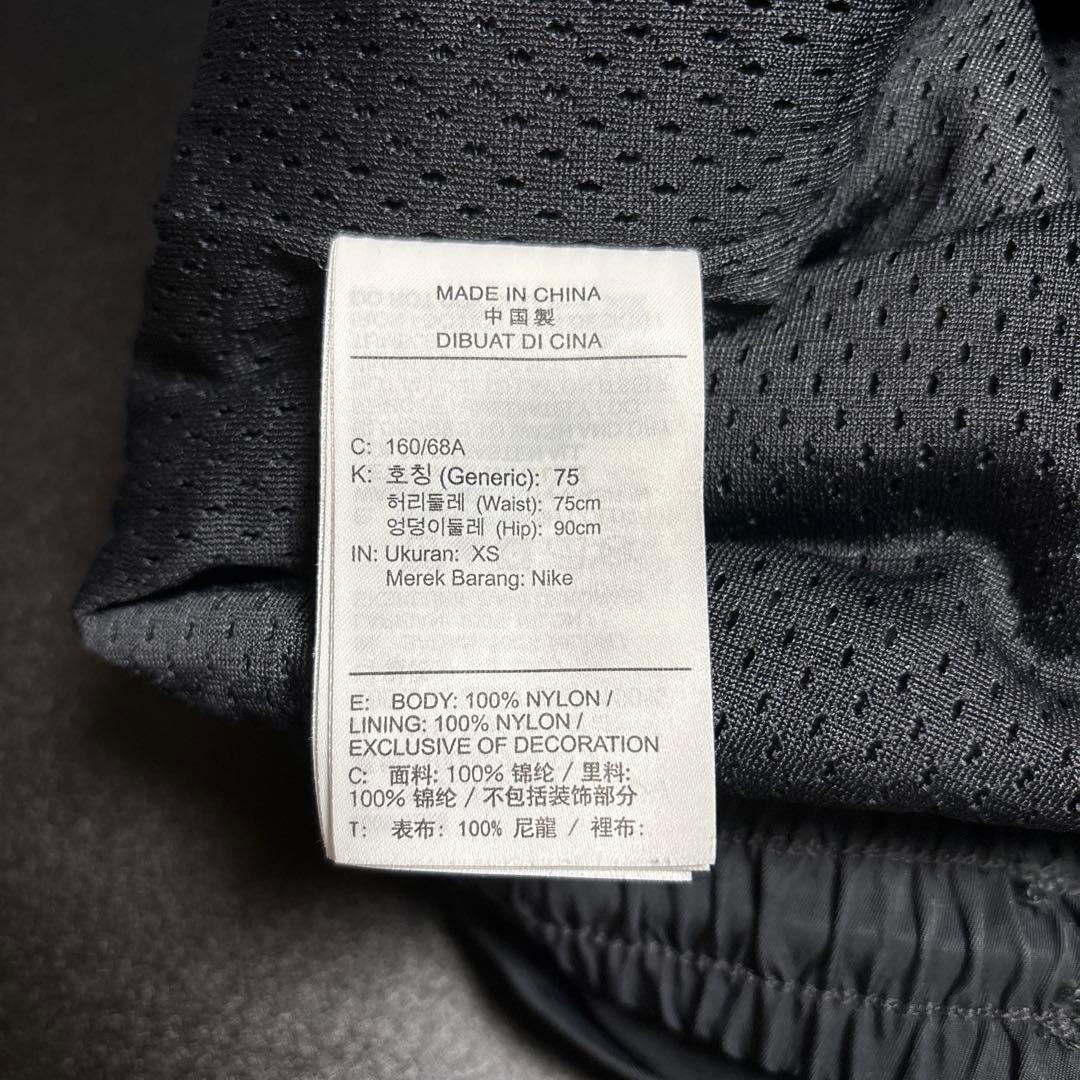 MADE IN CHINA
中国製
DIBUAT DI CINA
C: 160/68A
K: 호칭 (Generic): 75
허리둘레 (Waist): 75cm
엉덩이둘레 (Hip): 90cm
IN: Ukuran: XS
Merek Barang: Nike
E: BODY: 100% NYLON /
LINING: 100% NYLON /
EXCLUSIVE OF DECORATION
C: 面料: 100% 锦纶 / 里料:
100% 锦纶 / 不包括装饰部分
T: 表布: 100% 尼龍 / 裡布: